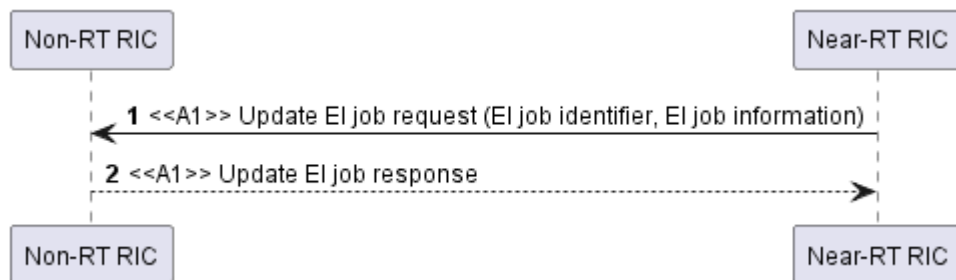 Non-RT RIC Near-RT RIC
1 <<A1>> Update EI job request (EI job identifier, EI job information)
2 <<A1>> Update EI job response
Non-RT RIC Near-RT RIC